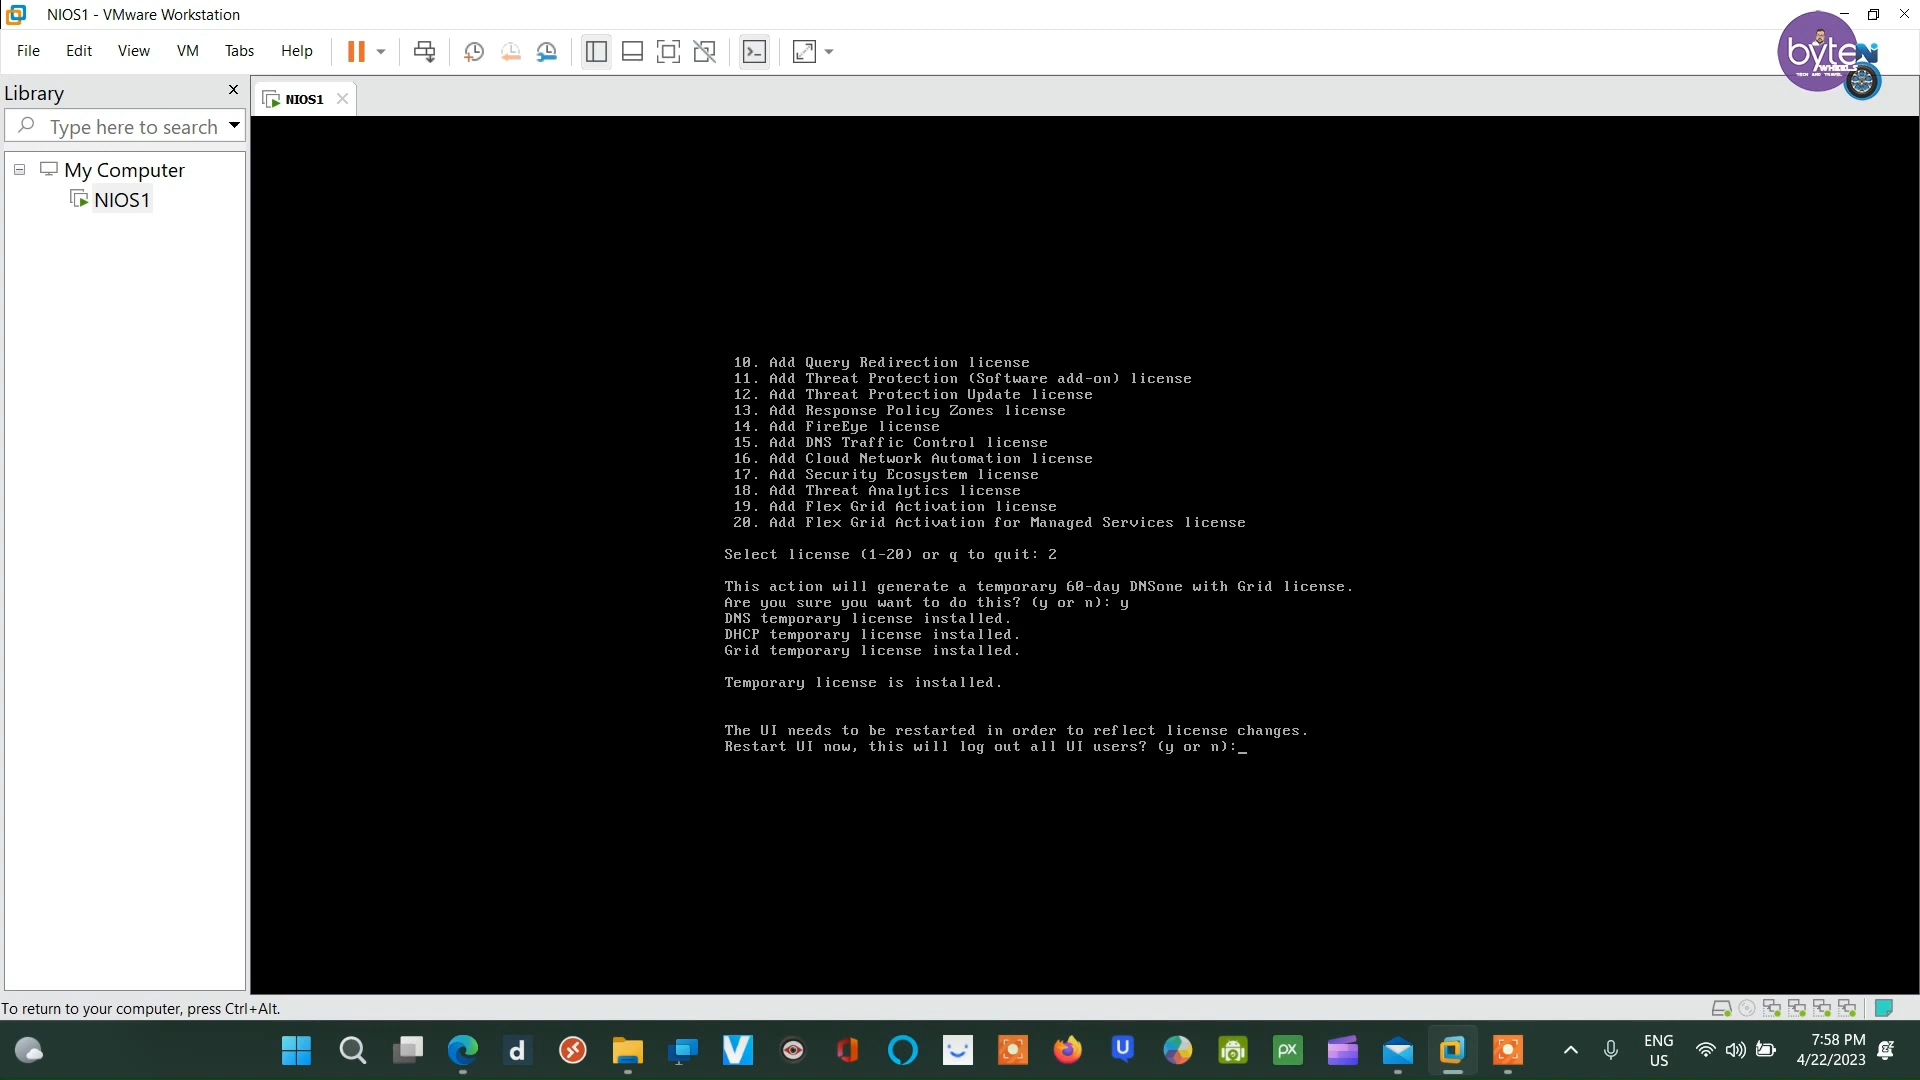 NIOS1 - VMware Workstation
File Edit View VM Tabs Help
byte N
WHEELS
TECH AND TRAVEL
Library
NIOS1
Type here to search
My Computer
NIOS1
10. Add Query Redirection license
11. Add Threat Protection (Software add-on) license
12. Add Threat Protection Update license
13. Add Response Policy Zones license
14. Add FireEye license
15. Add DNS Traffic Control license
16. Add Cloud Network Automation license
17. Add Security Ecosystem license
18. Add Threat Analytics license
19. Add Flex Grid Activation license
20. Add Flex Grid Activation for Managed Services license
Select license (1-20) or q to quit: 2
This action will generate a temporary 60-day DNSone with Grid license.
Are you sure you want to do this? (y or n): y
DNS temporary license installed.
DHCP temporary license installed.
Grid temporary license installed.
Temporary license is installed.
The UI needs to be restarted in order to reflect license changes.
Restart UI now, this will log out all UI users? (y or n):_
To return to your computer, press Ctrl+Alt.
d V U px
ENG
US
7:58 PM
4/22/2023